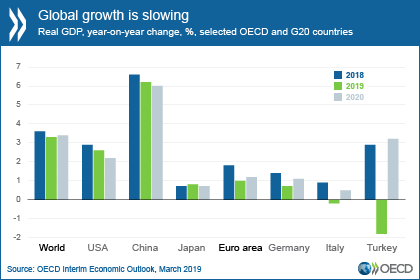 Global growth is slowing
Real GDP, year-on-year change, %, selected OECD and G20 countries
7
6
5
4
3
2
1
0
-1
-2
2018
2019
2020
World USA China Japan Euro area Germany Italy Turkey
Source: OECD Interim Economic Outlook, March 2019
OECD